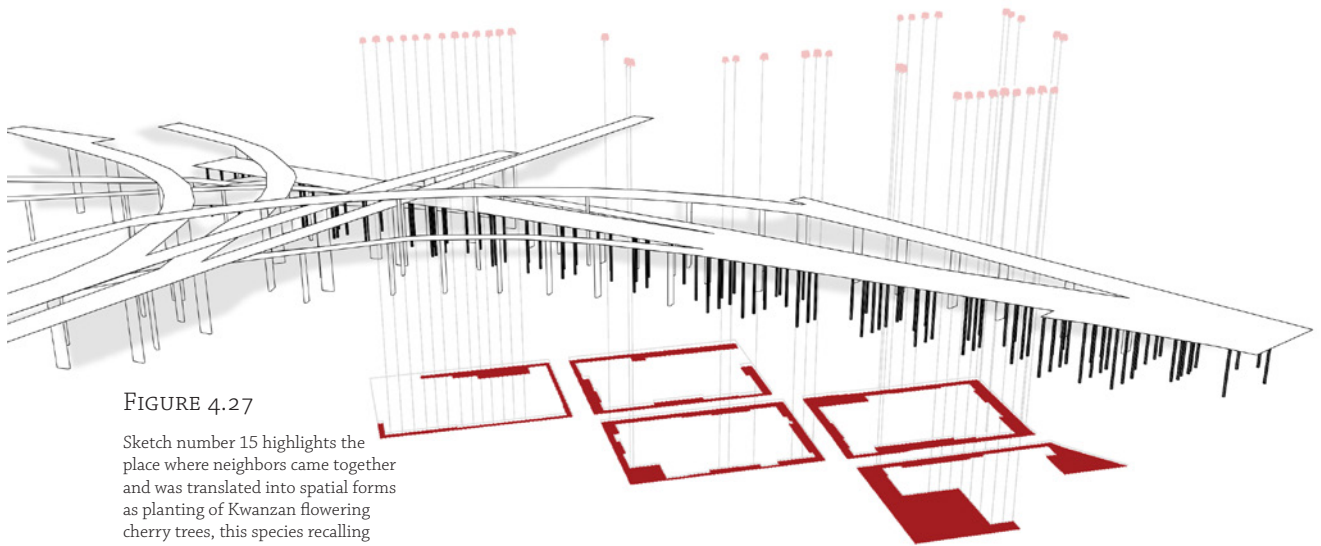 FIGURE 4.27
Sketch number 15 highlights the
place where neighbors came together
and was translated into spatial forms
as planting of Kwanzan flowering
cherry trees, this species recalling